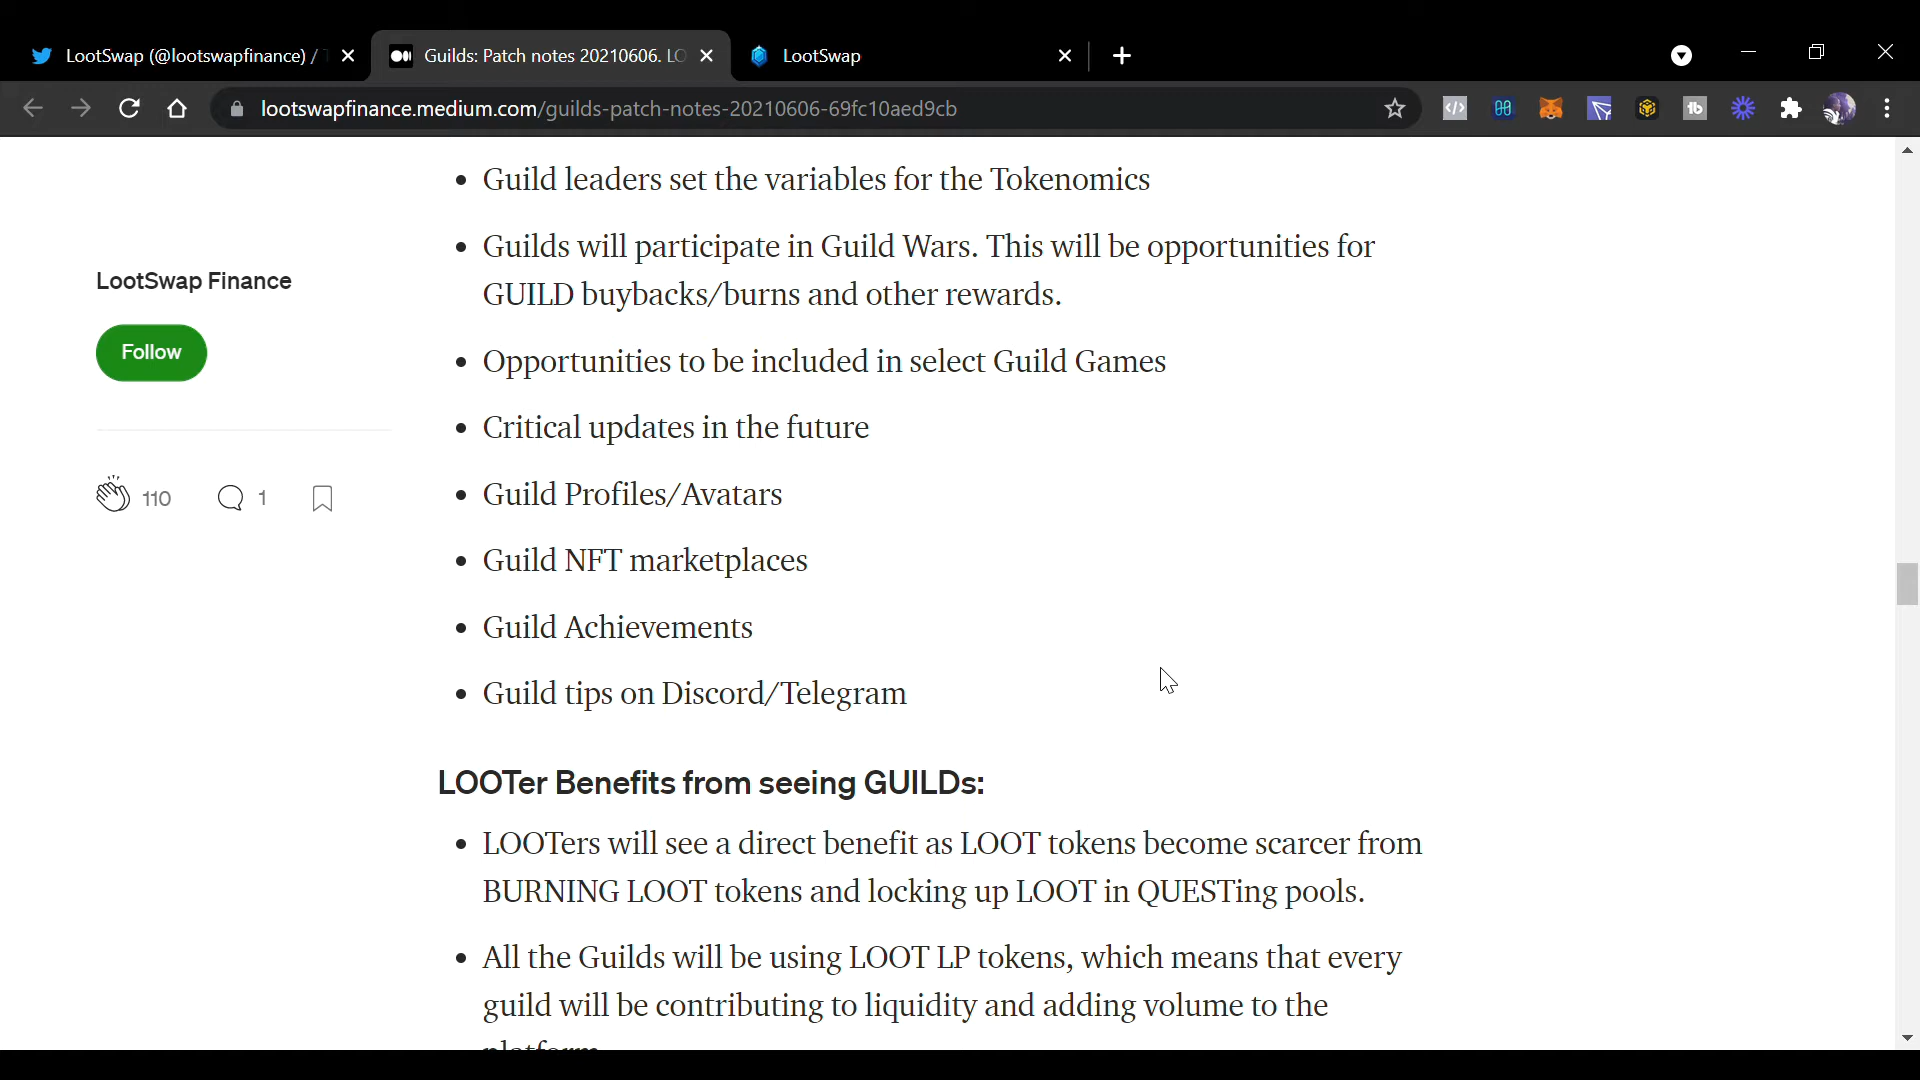 LootSwap (@lootswapfinance) /
Guilds: Patch notes 20210606. LO
LootSwap
lootswapfinance.medium.com/guilds-patch-notes-20210606-69fc10aed9cb
• Guild leaders set the variables for the Tokenomics
• Guilds will participate in Guild Wars. This will be opportunities for
GUILD buybacks/burns and other rewards.
LootSwap Finance
Follow
• Opportunities to be included in select Guild Games
• Critical updates in the future
110 1
• Guild Profiles/Avatars
• Guild NFT marketplaces
• Guild Achievements
• Guild tips on Discord/Telegram
LOOTer Benefits from seeing GUILDs:
• LOOTers will see a direct benefit as LOOT tokens become scarcer from
BURNING LOOT tokens and locking up LOOT in QUESTing pools.
• All the Guilds will be using LOOT LP tokens, which means that every
guild will be contributing to liquidity and adding volume to the